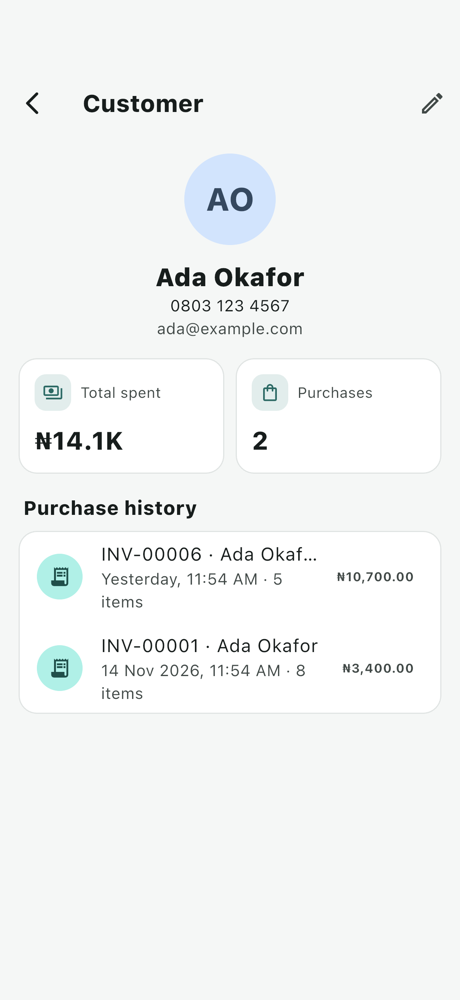 Customer
AO
Ada Okafor
0803 123 4567
ada@example.com
Total spent
₦14.1K
Purchases
2
Purchase history
INV-00006 · Ada Okaf...
Yesterday, 11:54 AM · 5
items
₦10,700.00
INV-00001 · Ada Okafor
14 Nov 2026, 11:54 AM · 8
items
₦3,400.00